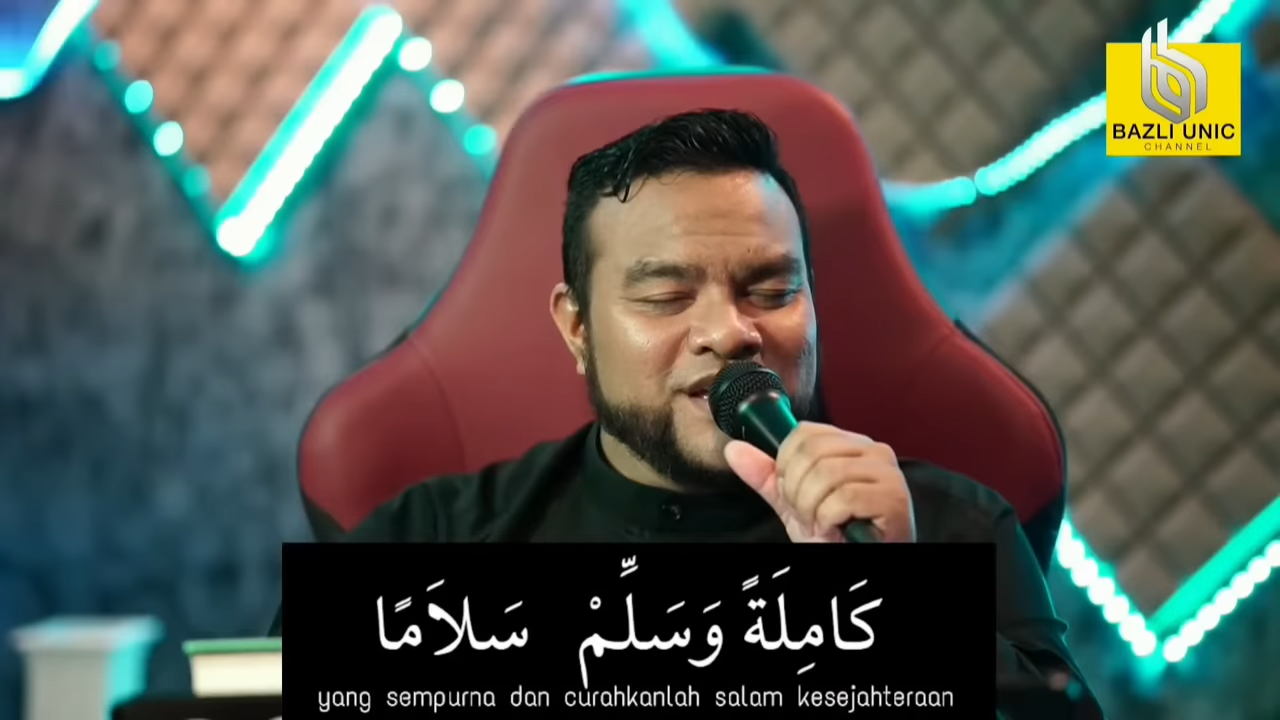 BAZLI UNIC
CHANNEL
كَامِلَةً وَسَلِّمْ سَلاَمًا
yang sempurna dan curahkanlah salam kesejahteraan